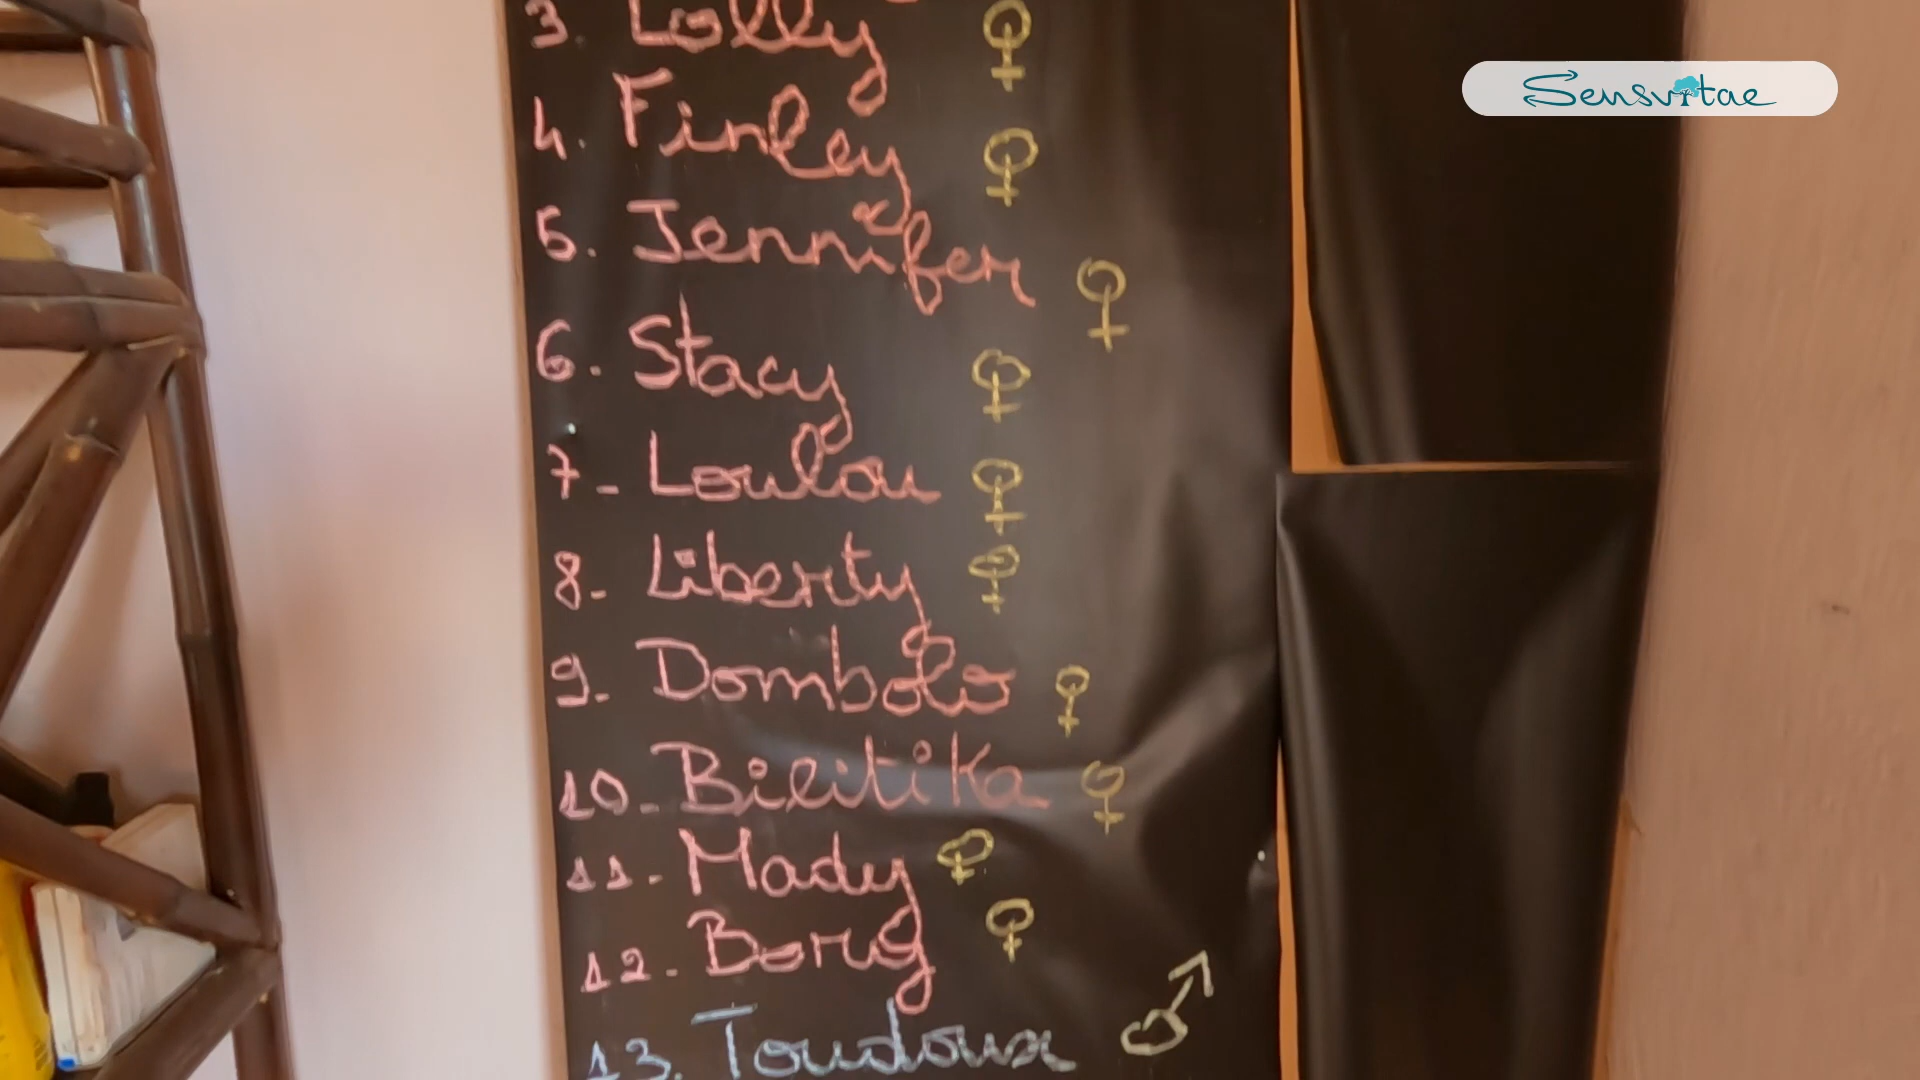 Sensvitae
3. Lolly ♀
4. Finley ♀
5. Jennifer ♀
6. Stacy ♀
7- Loulou ♀
8- Liberty ♀
9- Dombolo ♀
10- Bilitika ♀
11- Mady ♀
12- Borig ♀
13. Toudoux ♂